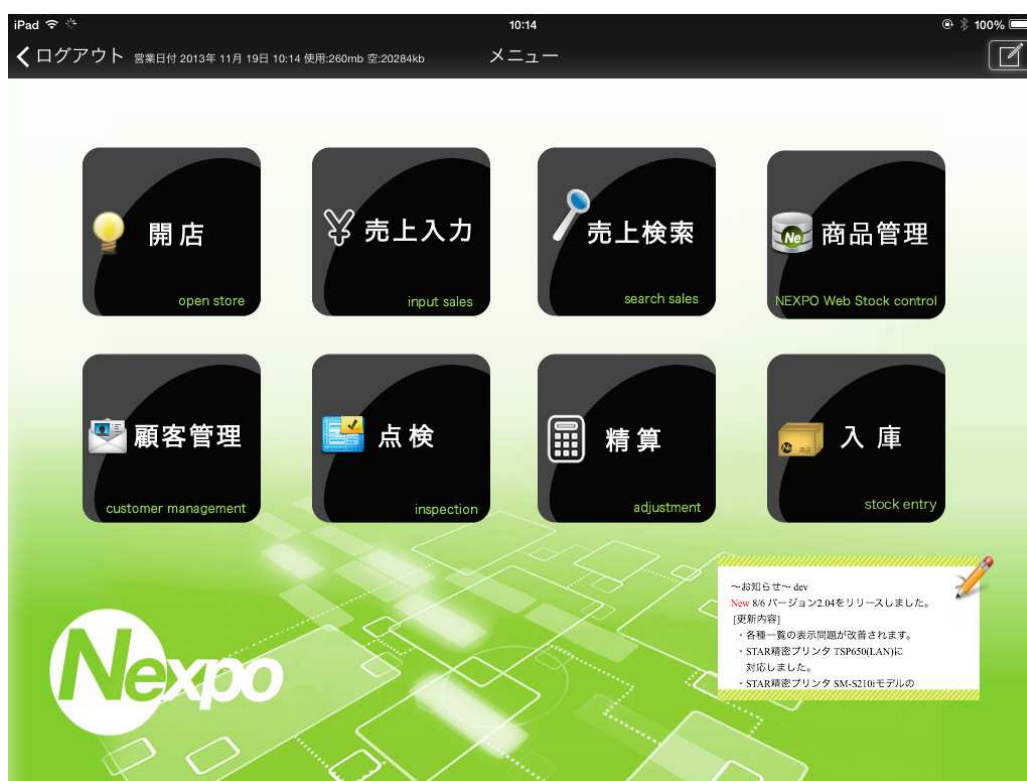 iPad 10:14 100%
ログアウト 営業日付 2013年 11月 19日 10:14 使用:260mb 空:20284kb メニュー
開店 売上入力 売上検索 Ne 商品管理
open store input sales search sales NEXPO Web Stock control
顧客管理 点検 精算 入庫
customer management inspection adjustment stock entry
～お知らせ～ dev
New 8/6 バージョン2.04をリリースしました。
[更新内容]
・各種一覧の表示問題が改善されます。
・STAR精密プリンタ TSP650(LAN)に
対応しました。
・STAR精密プリンタ SM-S210iモデルの
Nexpo